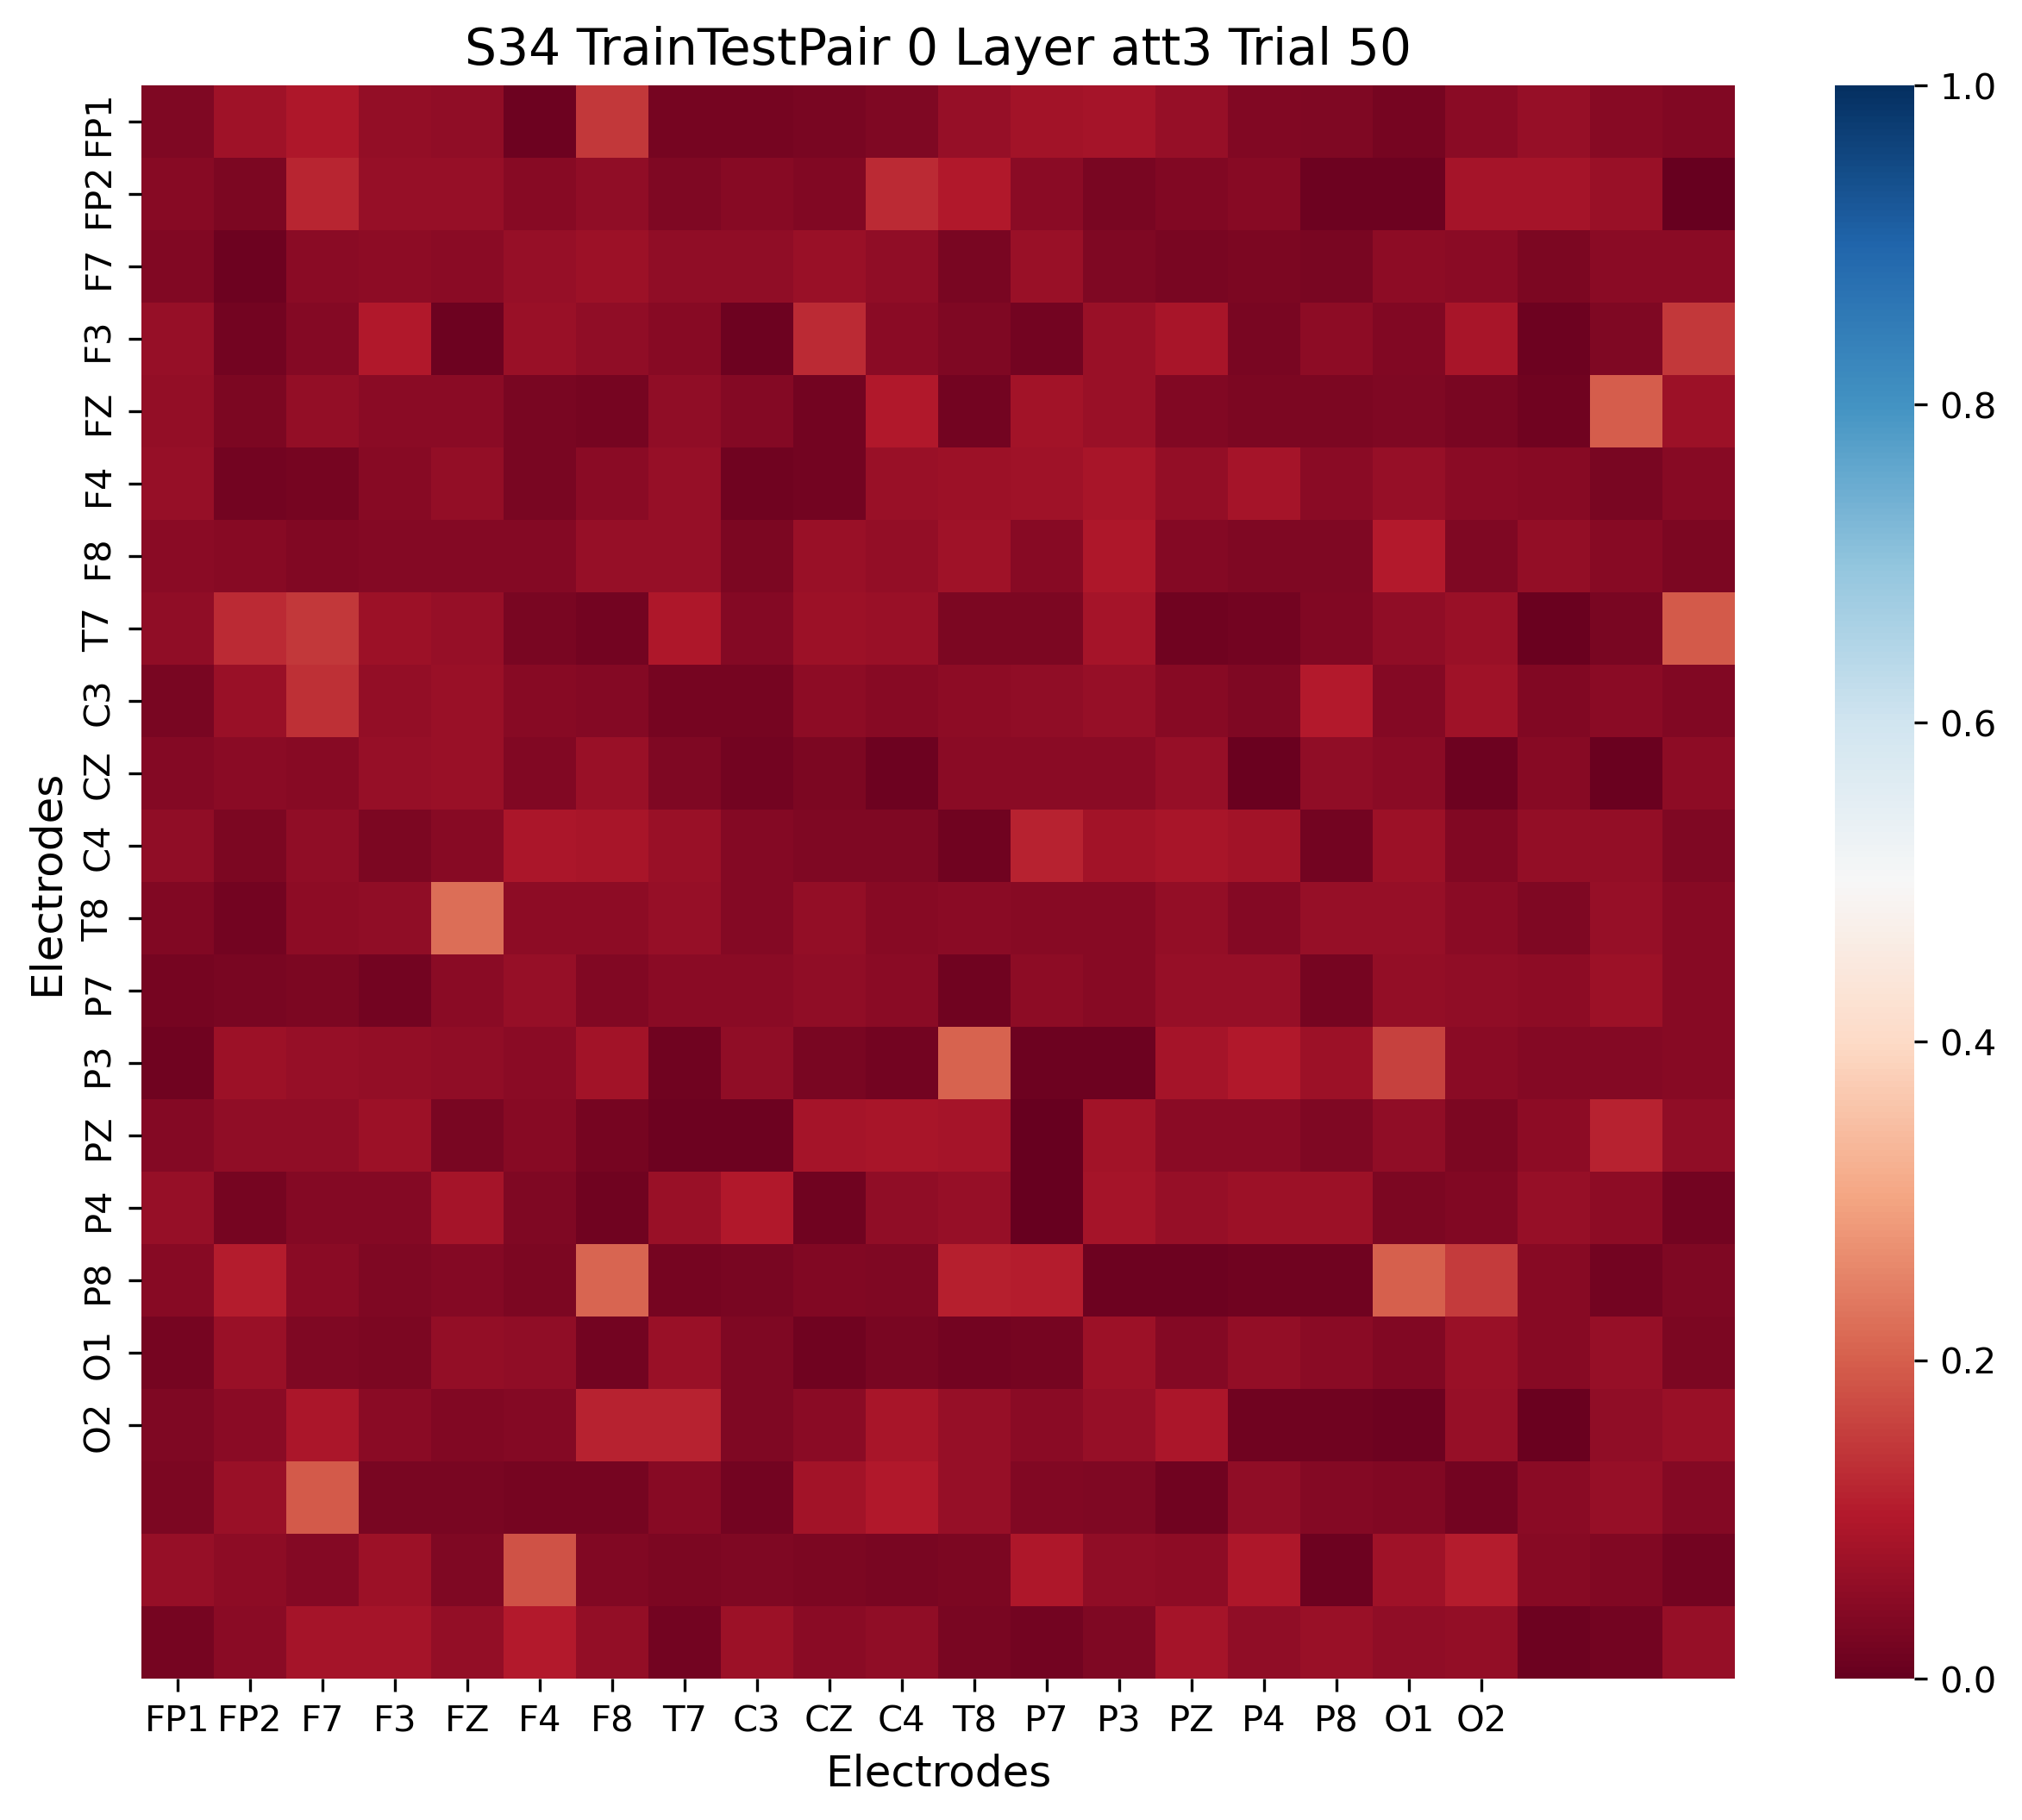 S34 TrainTestPair 0 Layer att3 Trial 50
Electrodes
FP1
FP2
F7
F3
FZ
F4
F8
T7
C3
CZ
C4
T8
P7
P3
PZ
P4
P8
O1
O2
FP1 FP2 F7 F3 FZ F4 F8 T7 C3 CZ C4 T8 P7 P3 PZ P4 P8 O1 O2
Electrodes
1.0
0.8
0.6
0.4
0.2
0.0